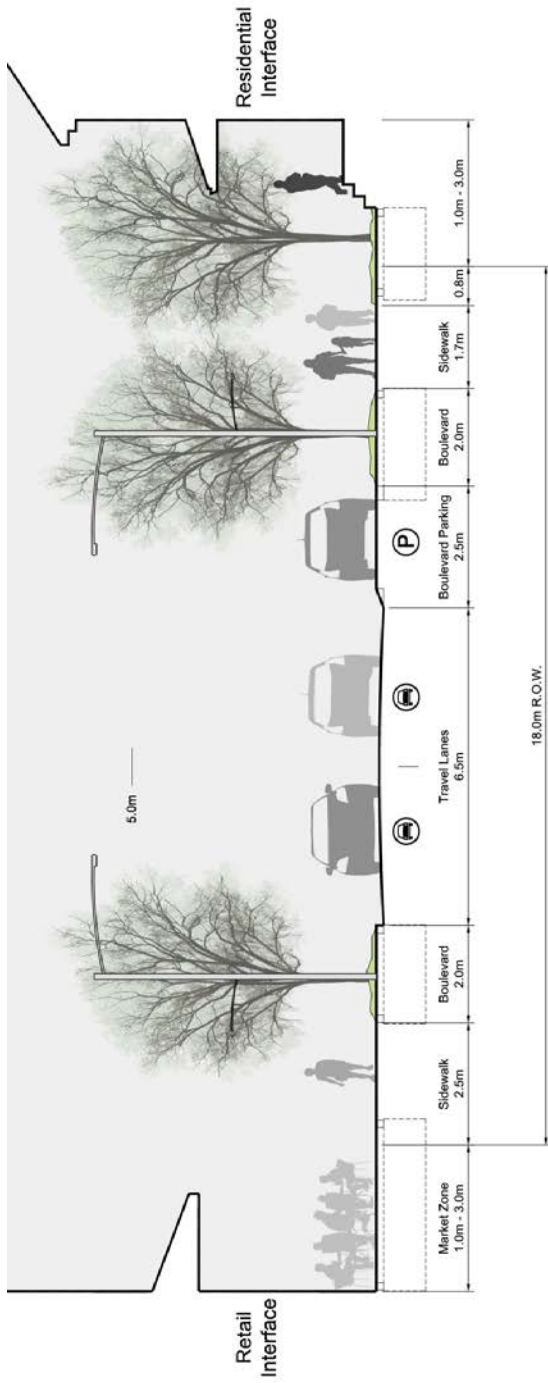 Retail
Interface
Residential
Interface
5.0m
P
Market Zone
1.0m - 3.0m
Sidewalk
2.5m
Boulevard
2.0m
Travel Lanes
6.5m
Boulevard Parking
2.5m
Boulevard
2.0m
Sidewalk
1.7m
0.8m
1.0m - 3.0m
18.0m R.O.W.